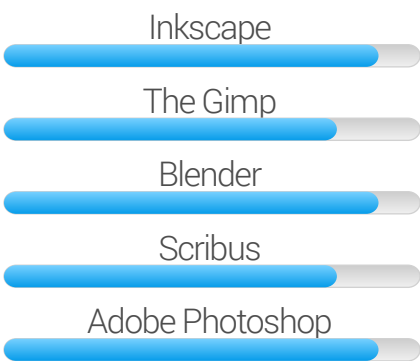 Inkscape
The Gimp
Blender
Scribus
Adobe Photoshop